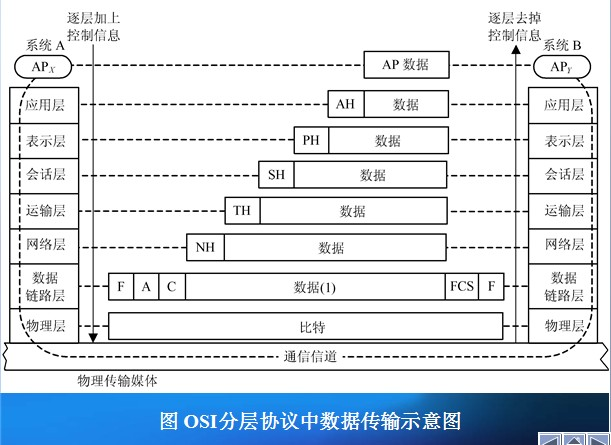 逐层加上
控制信息
逐层去掉
控制信息
系统 A
系统 B
APX
AP 数据
APY
应用层
AH
数据
应用层
表示层
PH
数据
表示层
会话层
SH
数据
会话层
运输层
TH
数据
运输层
网络层
NH
数据
网络层
数据
链路层
F
A
C
数据(1)
FCS
F
数据
链路层
物理层
比特
物理层
通信信道
物理传输媒体
图 OSI分层协议中数据传输示意图